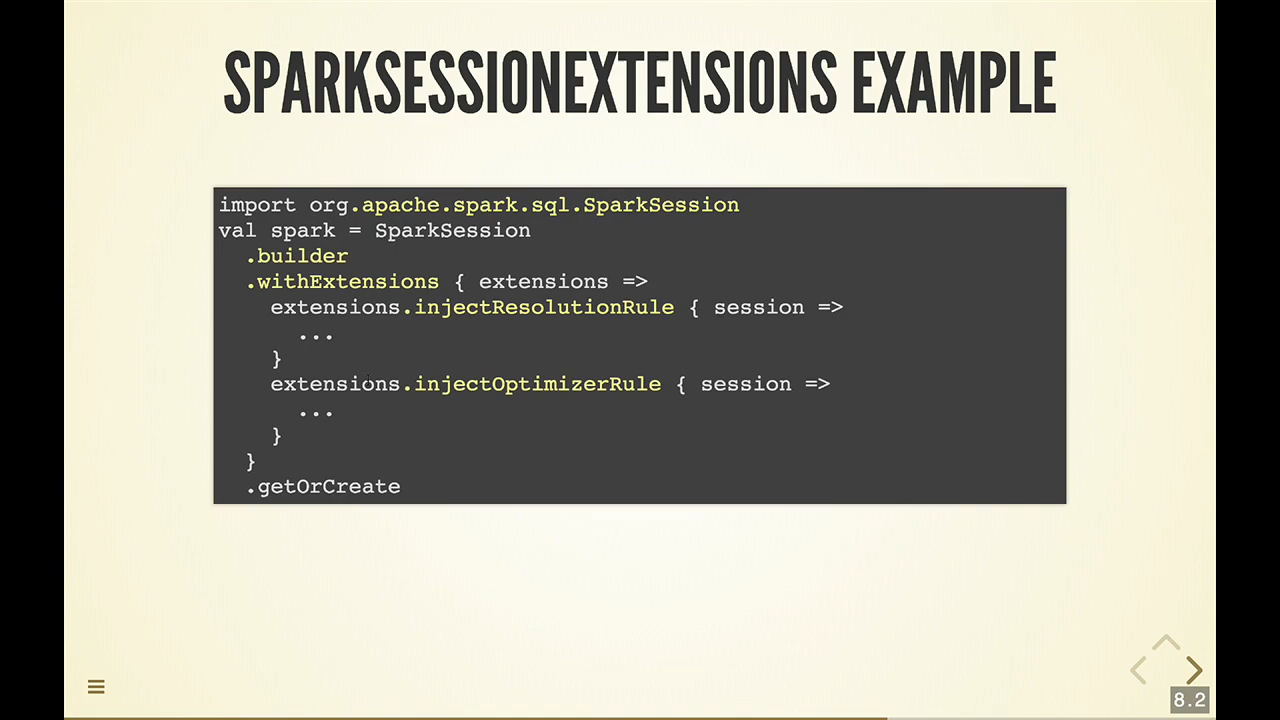 SPARKSESSIONEXTENSIONS EXAMPLE
import org.apache.spark.sql.SparkSession
val spark = SparkSession
  .builder
  .withExtensions { extensions =>
    extensions.injectResolutionRule { session =>
      ...
    }
    extensions.injectOptimizerRule { session =>
      ...
    }
  }
  .getOrCreate
8.2